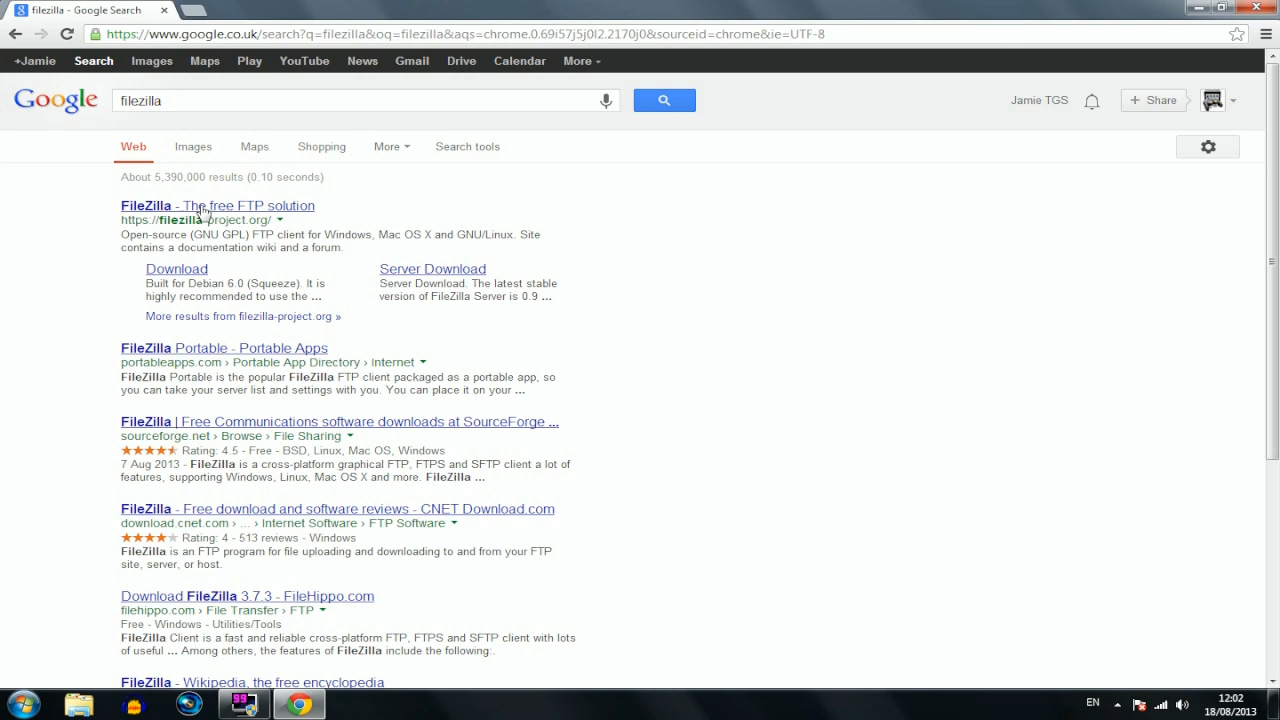 filezilla - Google Search
https://www.google.co.uk/search?q=filezilla&oq=filezilla&aqs=chrome.0.69i57j5j0l2.2170j0&sourceid=chrome&ie=UTF-8
+Jamie Search Images Maps Play YouTube News Gmail Drive Calendar More
Google filezilla Jamie TGS + Share
Web Images Maps Shopping More Search tools
About 5,390,000 results (0.10 seconds)
FileZilla - The free FTP solution
https://filezilla-project.org/
Open-source (GNU GPL) FTP client for Windows, Mac OS X and GNU/Linux. Site
contains a documentation wiki and a forum.
Download Server Download
Built for Debian 6.0 (Squeeze). It is Server Download. The latest stable
highly recommended to use the ... version of FileZilla Server is 0.9 ...
More results from filezilla-project.org »
FileZilla Portable - Portable Apps
portableapps.com › Portable App Directory › Internet
FileZilla Portable is the popular FileZilla FTP client packaged as a portable app, so
you can take your server list and settings with you. You can place it on your ...
FileZilla | Free Communications software downloads at SourceForge ...
sourceforge.net › Browse › File Sharing
Rating: 4.5 - Free - BSD, Linux, Mac OS, Windows
7 Aug 2013 - FileZilla is a cross-platform graphical FTP, FTPS and SFTP client a lot of
features, supporting Windows, Linux, Mac OS X and more. FileZilla ...
FileZilla - Free download and software reviews - CNET Download.com
download.cnet.com › ... › Internet Software › FTP Software
Rating: 4 - 513 reviews - Windows
FileZilla is an FTP program for file uploading and downloading to and from your FTP
site, server, or host.
Download FileZilla 3.7.3 - FileHippo.com
filehippo.com › File Transfer › FTP
Free - Windows - Utilities/Tools
FileZilla Client is a fast and reliable cross-platform FTP, FTPS and SFTP client with lots
of useful ... Among others, the features of FileZilla include the following:.
FileZilla - Wikipedia, the free encyclopedia
99
EN
12:02
18/08/2013